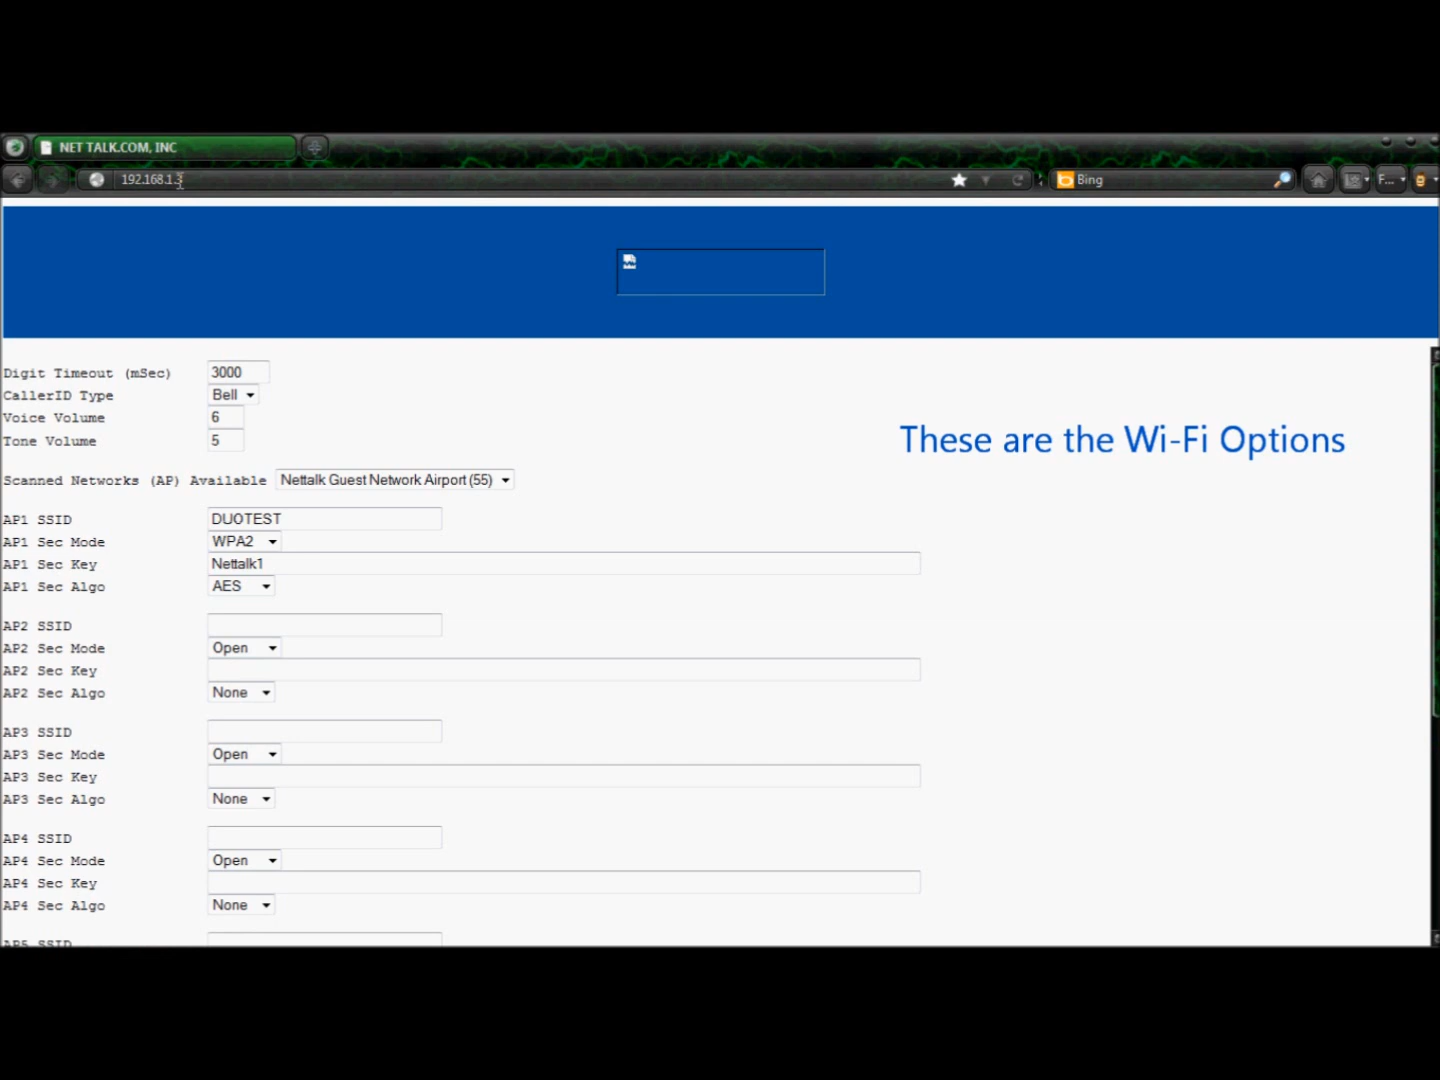 NET TALK.COM, INC
192.168.1.3
Bing
F...
Digit Timeout (mSec) 3000
CallerID Type Bell
Voice Volume 6
Tone Volume 5
These are the Wi-Fi Options
Scanned Networks (AP) Available Nettalk Guest Network Airport (55)
AP1 SSID DUOTEST
AP1 Sec Mode WPA2
AP1 Sec Key Nettalk1
AP1 Sec Algo AES
AP2 SSID
AP2 Sec Mode Open
AP2 Sec Key
AP2 Sec Algo None
AP3 SSID
AP3 Sec Mode Open
AP3 Sec Key
AP3 Sec Algo None
AP4 SSID
AP4 Sec Mode Open
AP4 Sec Key
AP4 Sec Algo None
AP5 SSID